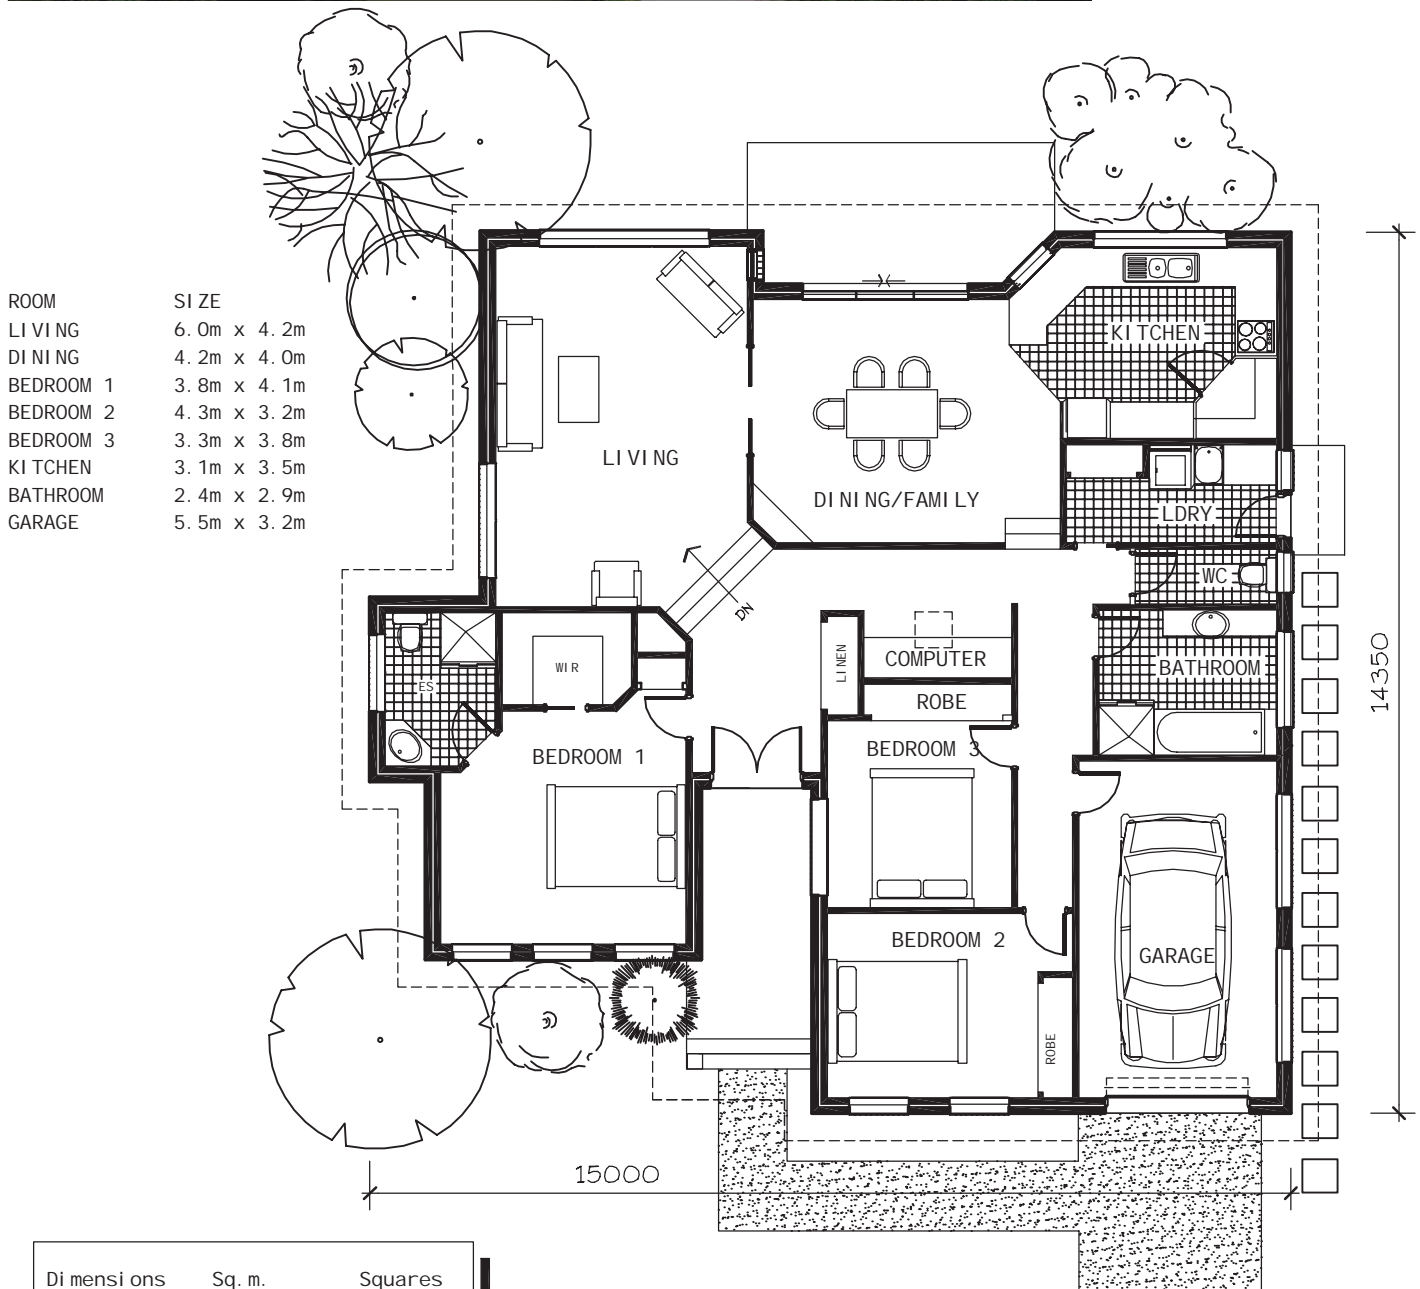 ROOM SIZE
LIVING 6.0m x 4.2m
DINING 4.2m x 4.0m
BEDROOM 1 3.8m x 4.1m
BEDROOM 2 4.3m x 3.2m
BEDROOM 3 3.3m x 3.8m
KITCHEN 3.1m x 3.5m
BATHROOM 2.4m x 2.9m
GARAGE 5.5m x 3.2m
KITCHEN
LIVING
DINING/FAMILY
LDRY
WC
DN
COMPUTER
LINEN
BATHROOM
WIR
ES
ROBE
BEDROOM 3
BEDROOM 1
14350
BEDROOM 2
GARAGE
ROBE
15000
Dimensions Sq.m. Squares